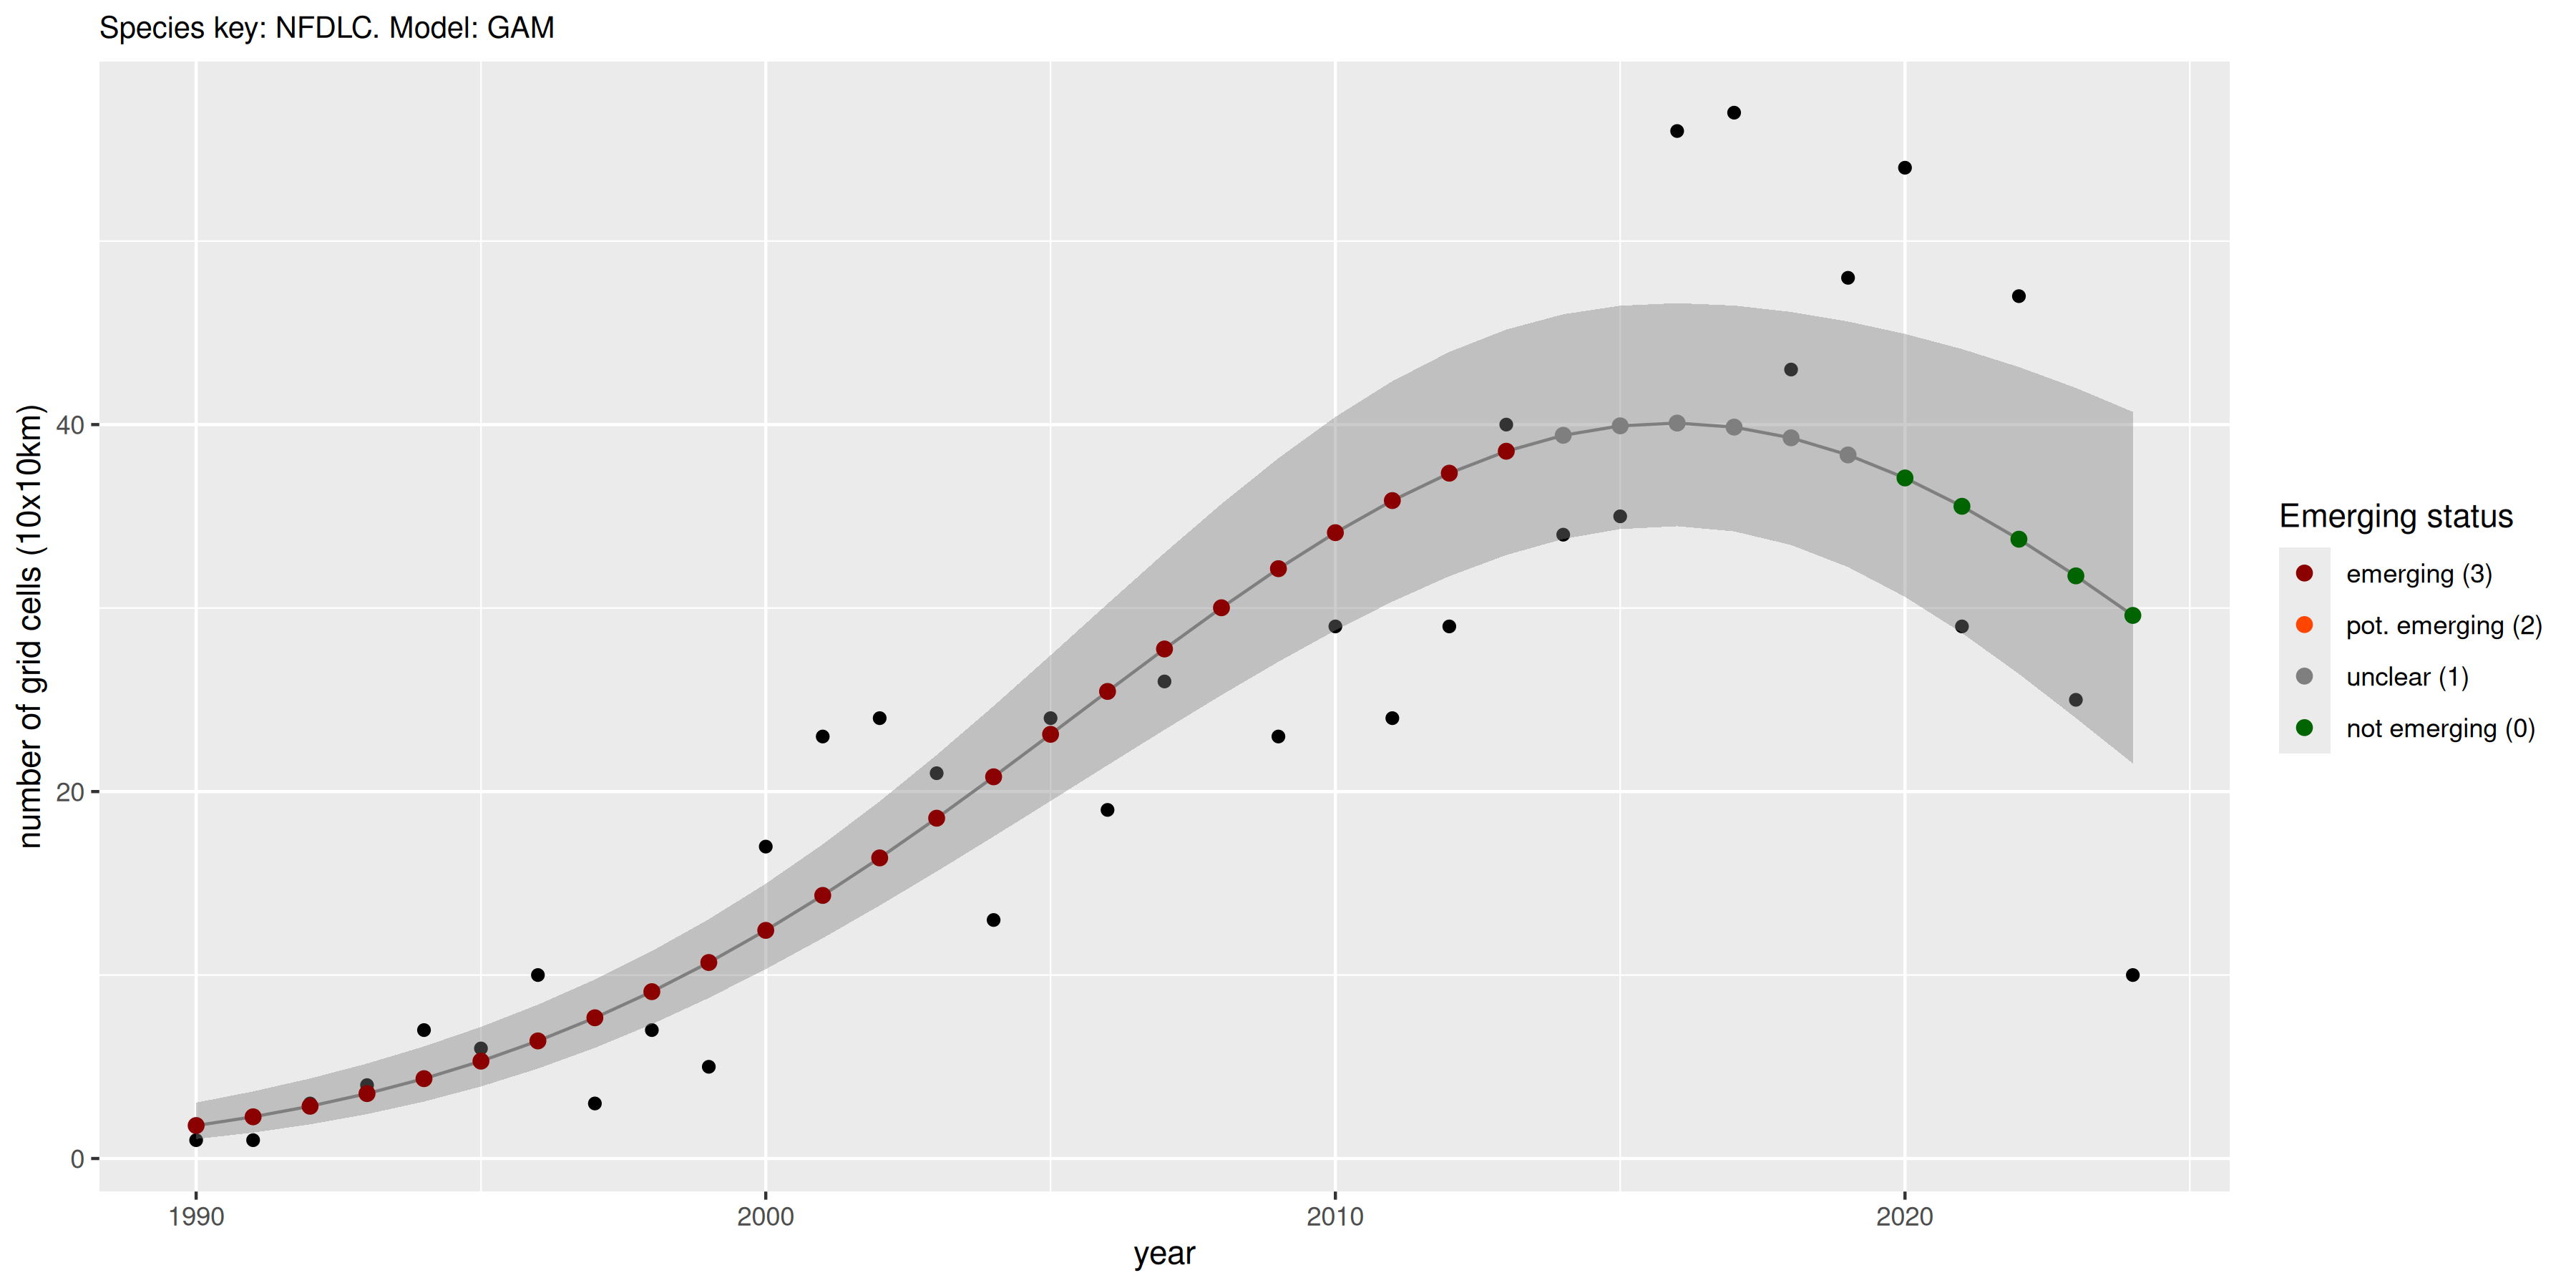 Species key: NFDLC. Model: GAM
number of grid cells (10x10km)
40
20
0
1990
2000
2010
2020
year
Emerging status
emerging (3)
pot. emerging (2)
unclear (1)
not emerging (0)